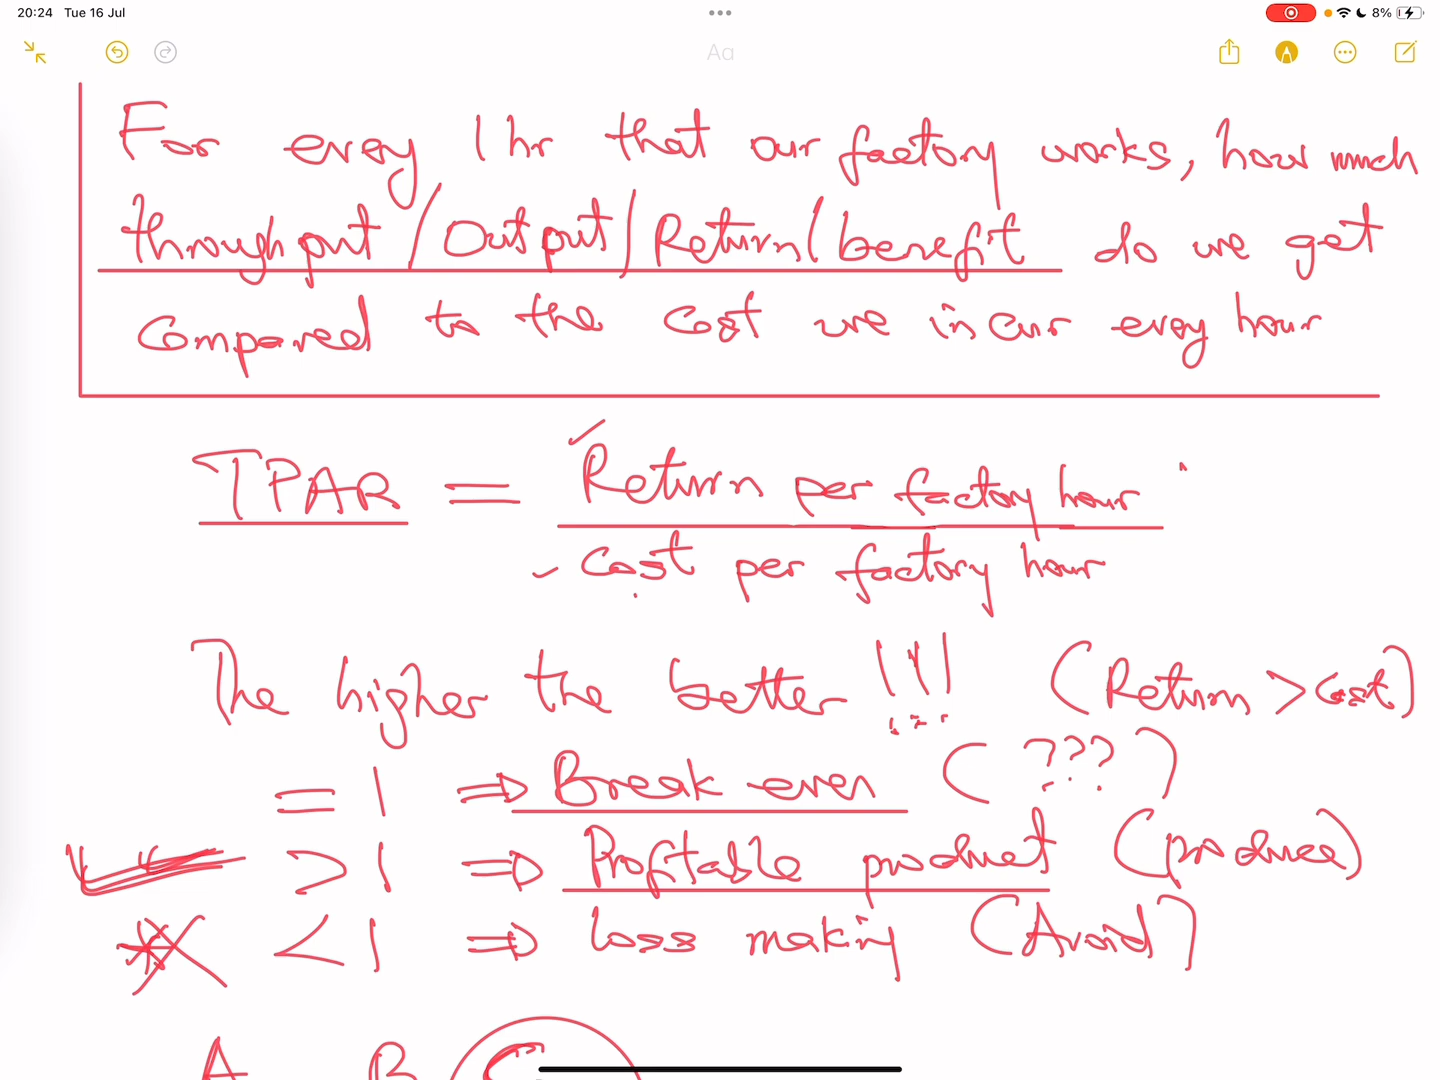 20:24 Tue 16 Jul
8%
Aa
For every 1 hr that our factory works, how much
throughput / Output / Return / benefit do we get
Compared to the cost we incur every hour
TPAR = Return per factory hour
Cost per factory hour
The higher the better !!! (Return > Cost)
= 1 ⇒ Break even (???)
> 1 ⇒ Profitable product (produce)
< 1 ⇒ loss making (Avoid)
A B C